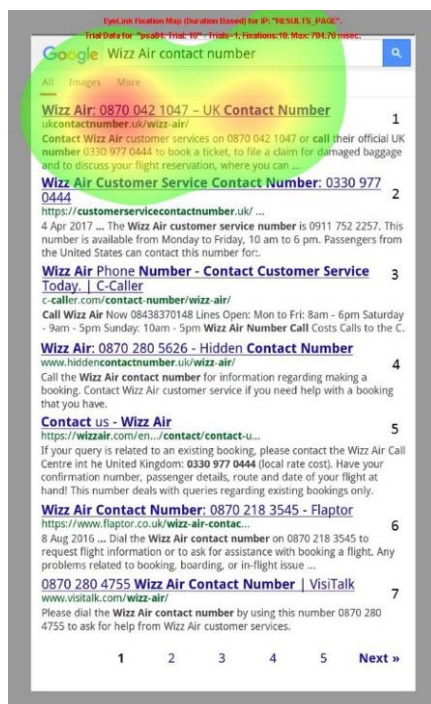 EyeLink Fixation Map (Duration Based) for IP: "RESULTS_PAGE".
Trial Data for "psa04: Trial: 18" - Trials-1, Fixations:18, Max: 704.76 msec.
Google Wizz Air contact number
All Images More
Wizz Air: 0870 042 1047 – UK Contact Number 1
ukcontactnumber.uk/wizz-air/
Contact Wizz Air customer services on 0870 042 1047 or call their official UK
number 0330 977 0444 to book a ticket, to file a claim for damaged baggage
and to discuss your flight reservation, where you can ...
Wizz Air Customer Service Contact Number: 0330 977 2
0444
https://customerservicecontactnumber.uk/ ...
4 Apr 2017 ... The Wizz Air customer service number is 0911 752 2257. This
number is available from Monday to Friday, 10 am to 6 pm. Passengers from
the United States can contact this number for:.
Wizz Air Phone Number - Contact Customer Service 3
Today. | C-Caller
c-caller.com/contact-number/wizz-air/
Call Wizz Air Now 08438370148 Lines Open: Mon to Fri: 8am - 6pm Saturday
- 9am - 5pm Sunday: 10am - 5pm Wizz Air Number Call Costs Calls to the C.
Wizz Air: 0870 280 5626 - Hidden Contact Number
www.hiddencontactnumber.uk/wizz-air/ 4
Call the Wizz Air contact number for information regarding making a
booking. Contact Wizz Air customer service if you need help with a booking
that you have.
Contact us - Wizz Air 5
https://wizzair.com/en.../contact/contact-u...
If your query is related to an existing booking, please contact the Wizz Air Call
Centre int he United Kingdom: 0330 977 0444 (local rate cost). Have your
confirmation number, passenger details, route and date of your flight at
hand! This number deals with queries regarding existing bookings only.
Wizz Air Contact Number: 0870 218 3545 - Flaptor
https://www.flaptor.co.uk/wizz-air-contac... 6
8 Aug 2016 ... Dial the Wizz Air contact number on 0870 218 3545 to
request flight information or to ask for assistance with booking a flight. Any
problems related to booking, boarding, or in-flight issue ...
0870 280 4755 Wizz Air Contact Number | VisiTalk 7
www.visitalk.com/wizz-air/
Please dial the Wizz Air contact number by using this number 0870 280
4755 to ask for help from Wizz Air customer services.
1 2 3 4 5 Next »